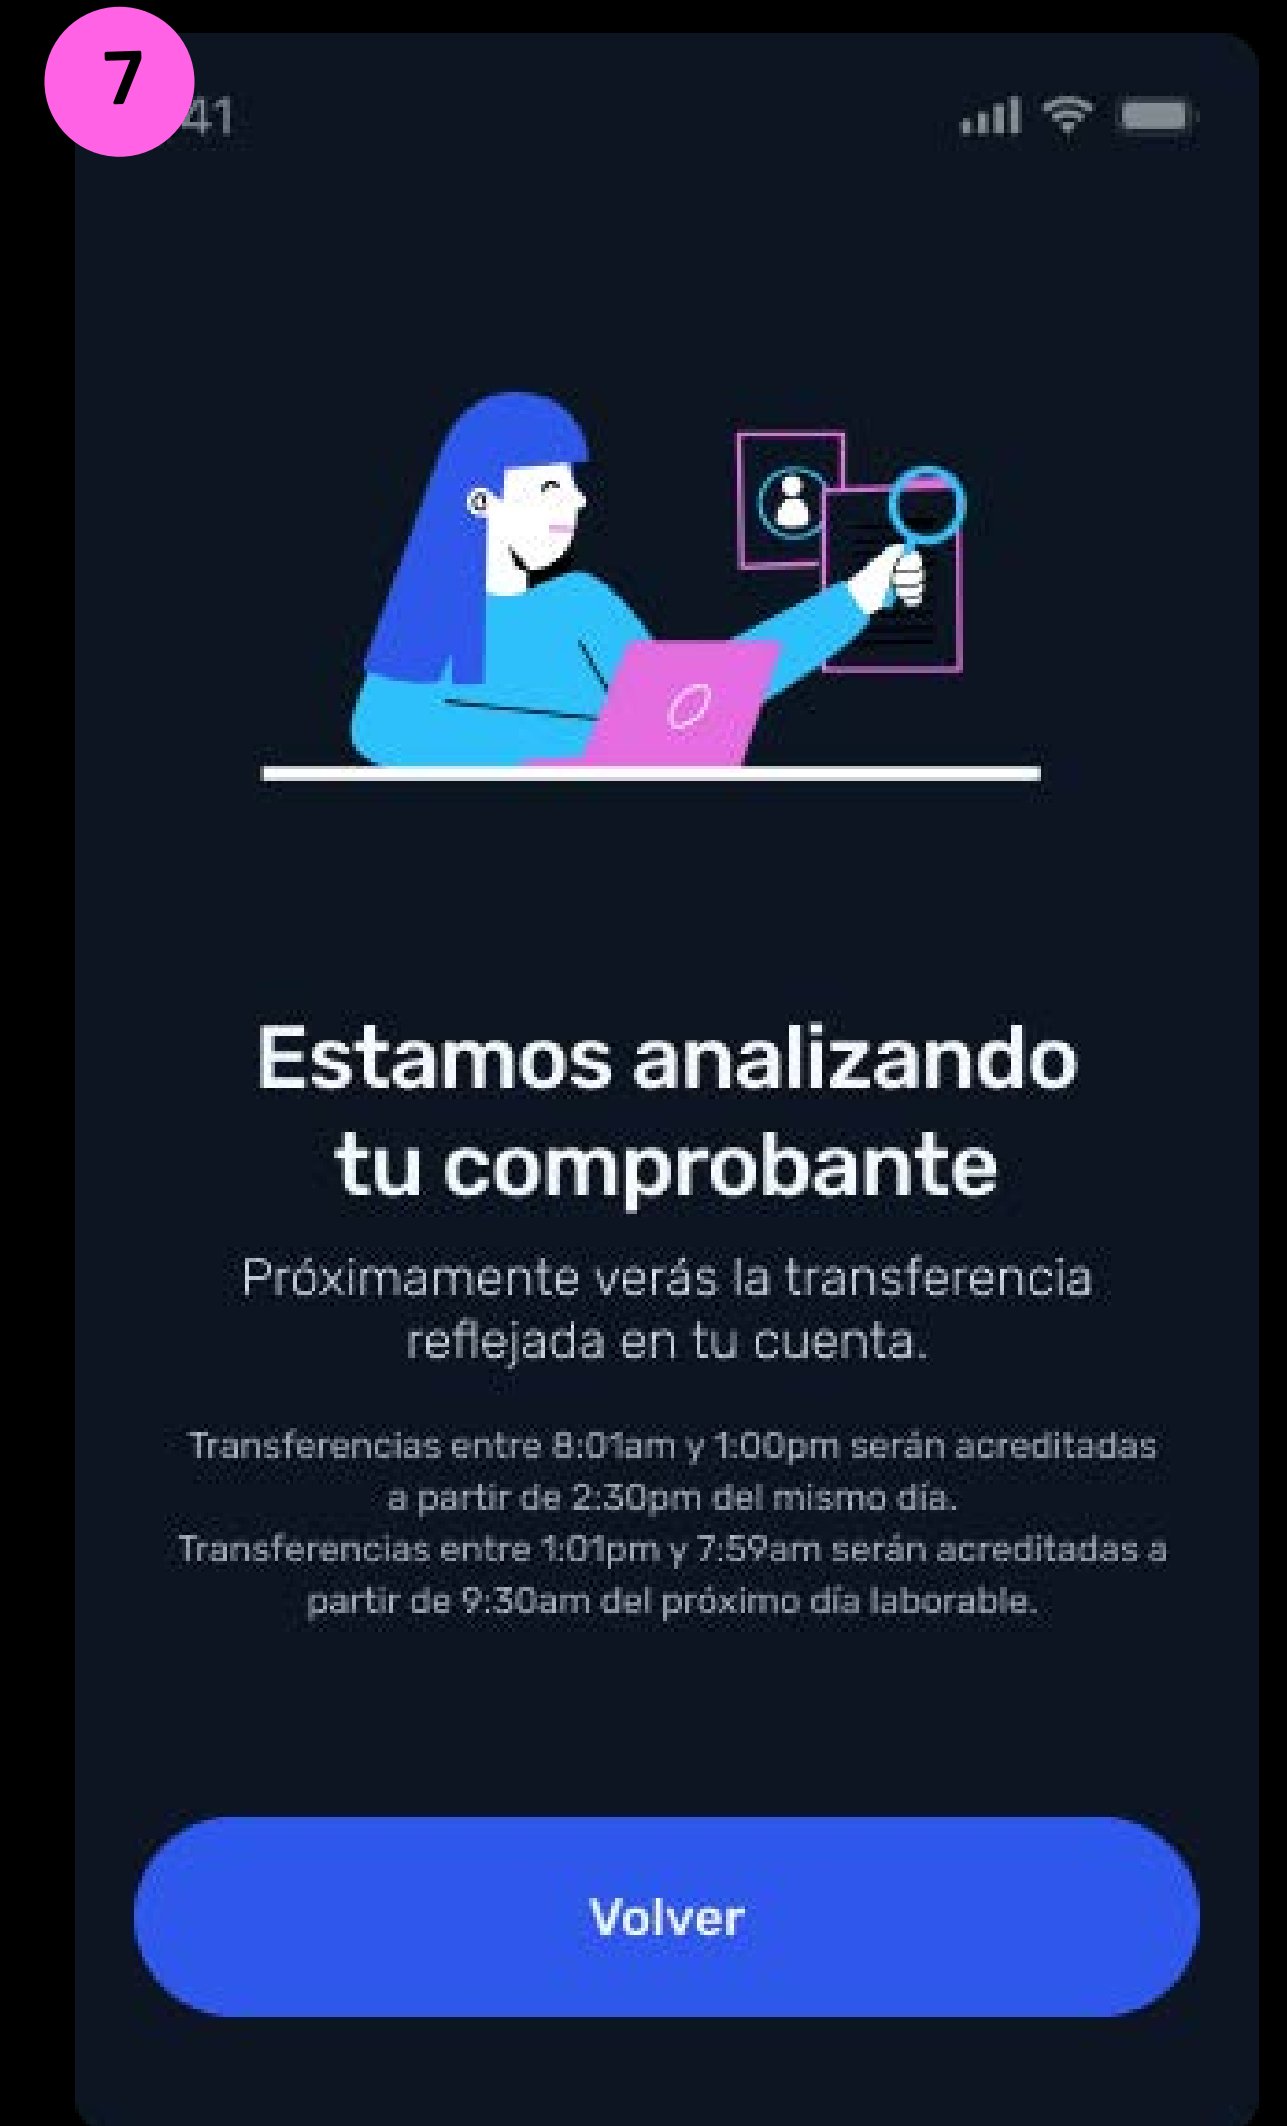 7
41
Estamos analizando
tu comprobante
Próximamente verás la transferencia
reflejada en tu cuenta.
Transferencias entre 8:01am y 1:00pm serán acreditadas
a partir de 2:30pm del mismo día.
Transferencias entre 1:01pm y 7:59am serán acreditadas a
partir de 9:30am del próximo día laborable.
Volver